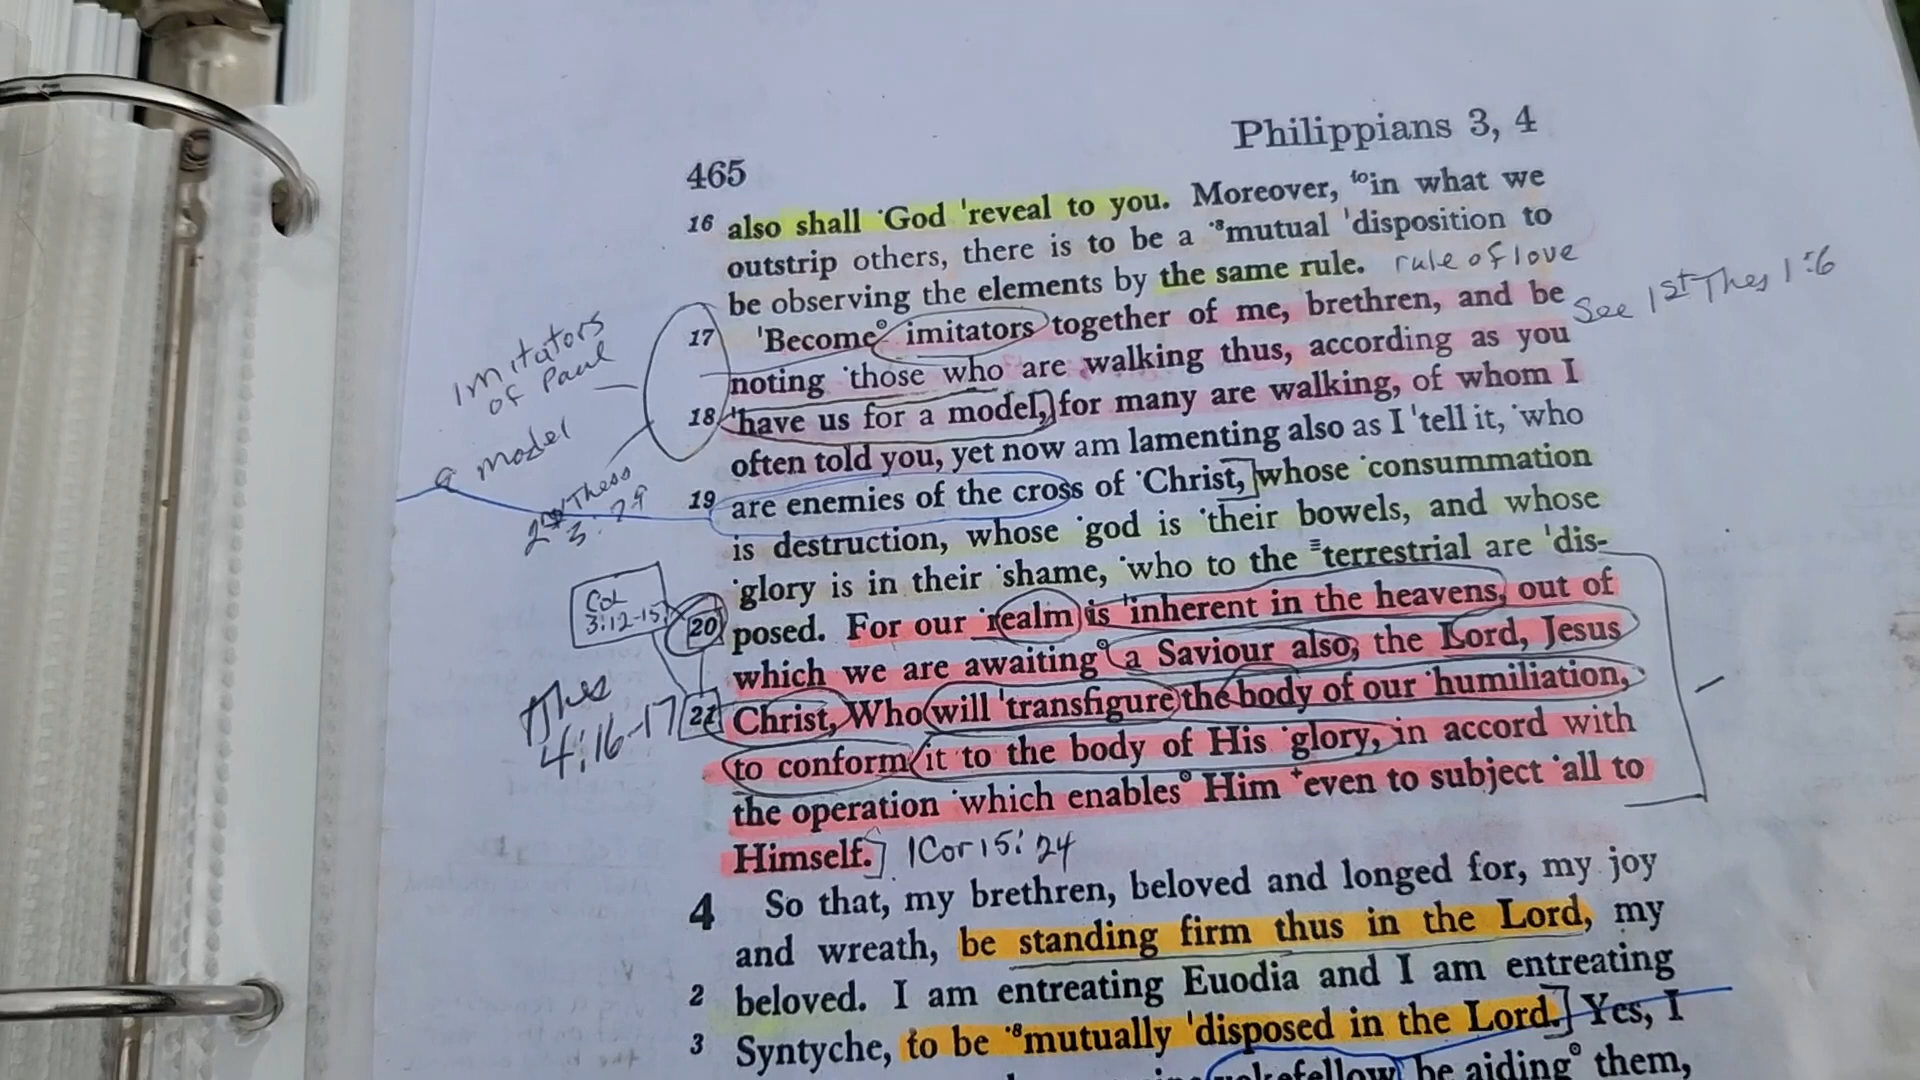 Philippians 3, 4
465
16 also shall ·God 'reveal to you. Moreover, ᵗᵒin what we
outstrip others, there is to be a ·ˢmutual 'disposition to
be observing the elements by the same rule. rule of love
See 1st Thes 1:6
17 'Become° imitators together of me, brethren, and be
noting ·those who are walking thus, according as you
18 'have us for a model, for many are walking, of whom I
often told you, yet now am lamenting also as I 'tell it, ·who
19 are enemies of the cross of ·Christ, whose ·consummation
is destruction, whose ·god is ·their bowels, and whose
·glory is in their ·shame, ·who to the ⁼terrestrial are 'dis-
20 posed. For our ·realm is 'inherent in the heavens, out of
which we are awaiting° a Saviour also, the Lord, Jesus
21 Christ, Who will 'transfigure the body of our ·humiliation,
to conform it to the body of His ·glory, in accord with
the operation ·which enables° Him ⁺even to subject ·all to
Himself. 1Cor 15:24
Imitators
of Paul
a model
2nd Thess
3:
Col
3:12-15
Thes
4:16-17
4 So that, my brethren, beloved and longed for, my joy
and wreath, be standing firm thus in the Lord, my
2 beloved. I am entreating Euodia and I am entreating
3 Syntyche, to be ·ˢmutually 'disposed in the Lord. Yes, I
yokefellow, be aiding° them,